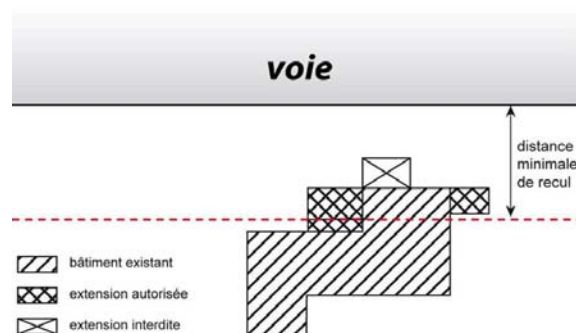 voie
distance
minimale
de recul
bâtiment existant
extension autorisée
extension interdite